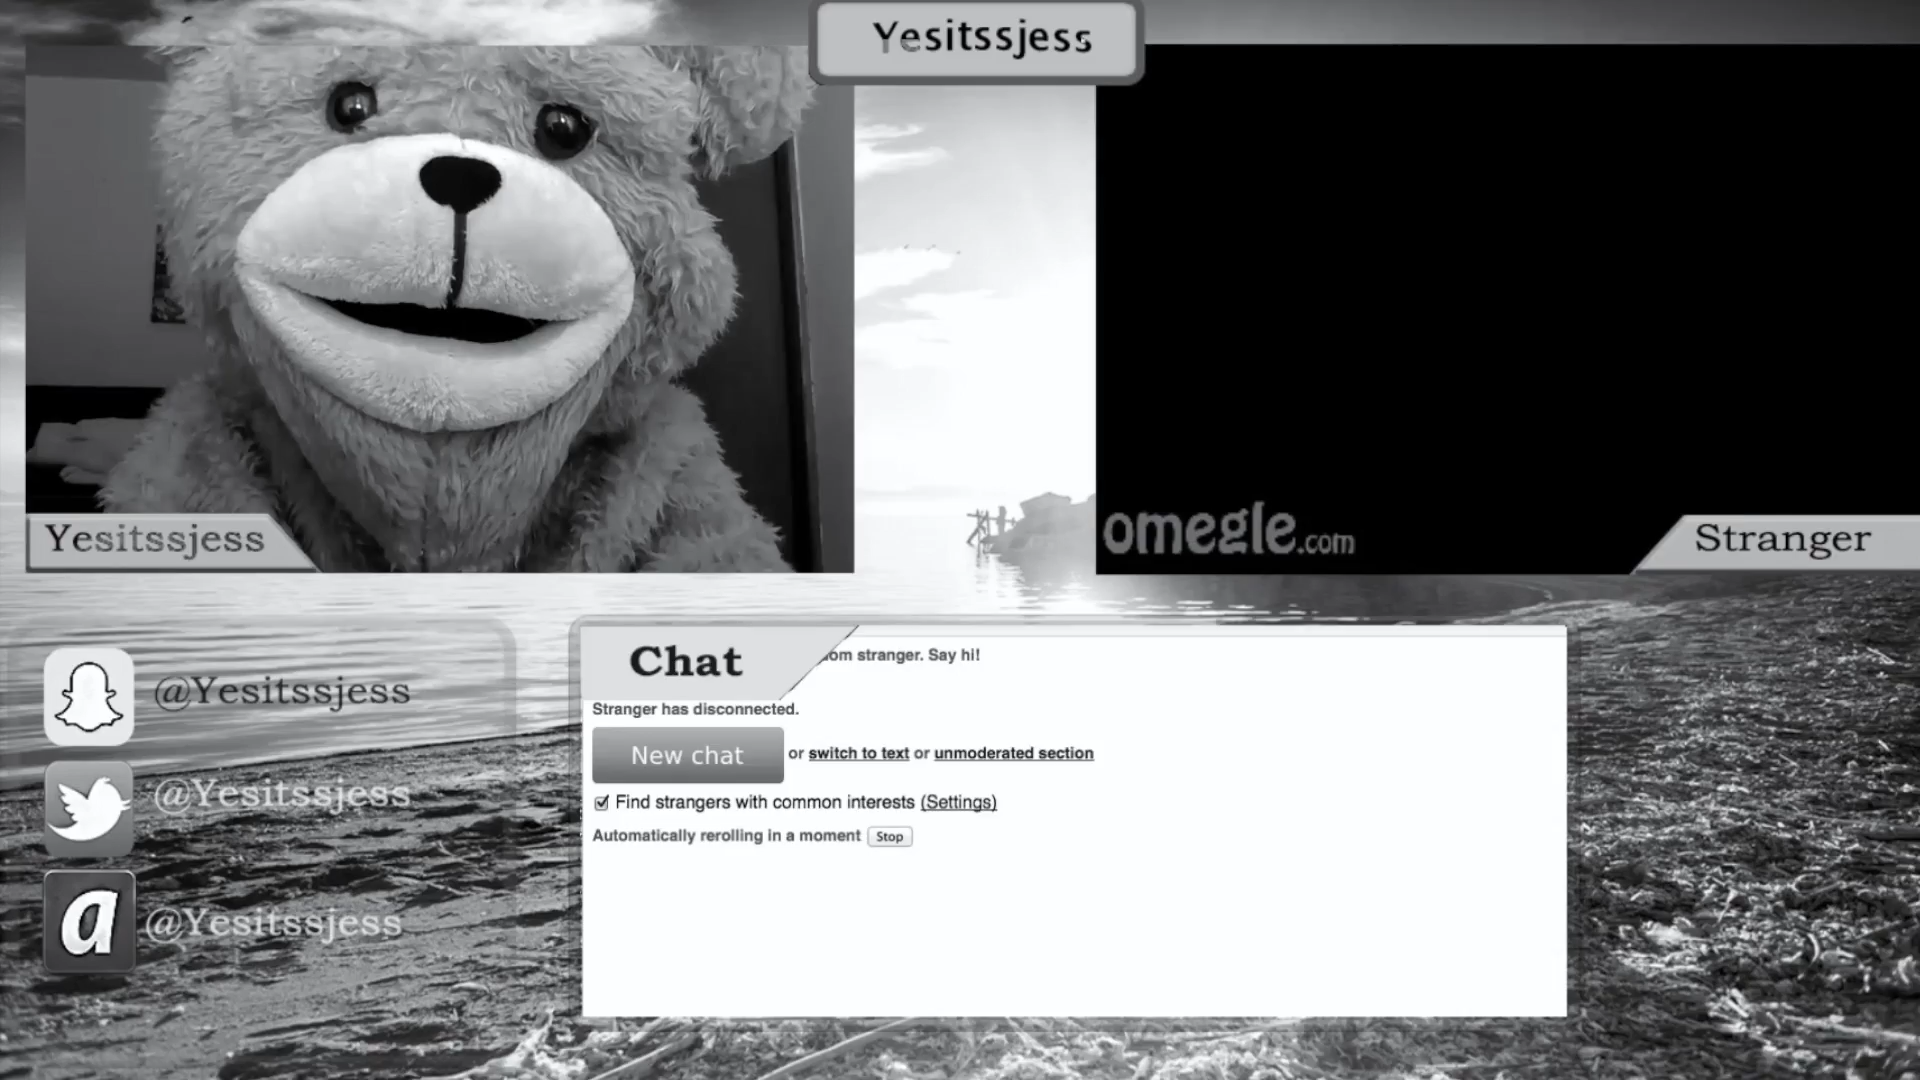 Yesitssjess
Yesitssjess
omegle.com
Stranger
Chat
om stranger. Say hi!
Stranger has disconnected.
New chat or switch to text or unmoderated section
Find strangers with common interests (Settings)
Automatically rerolling in a moment Stop
@Yesitssjess
@Yesitssjess
a @Yesitssjess